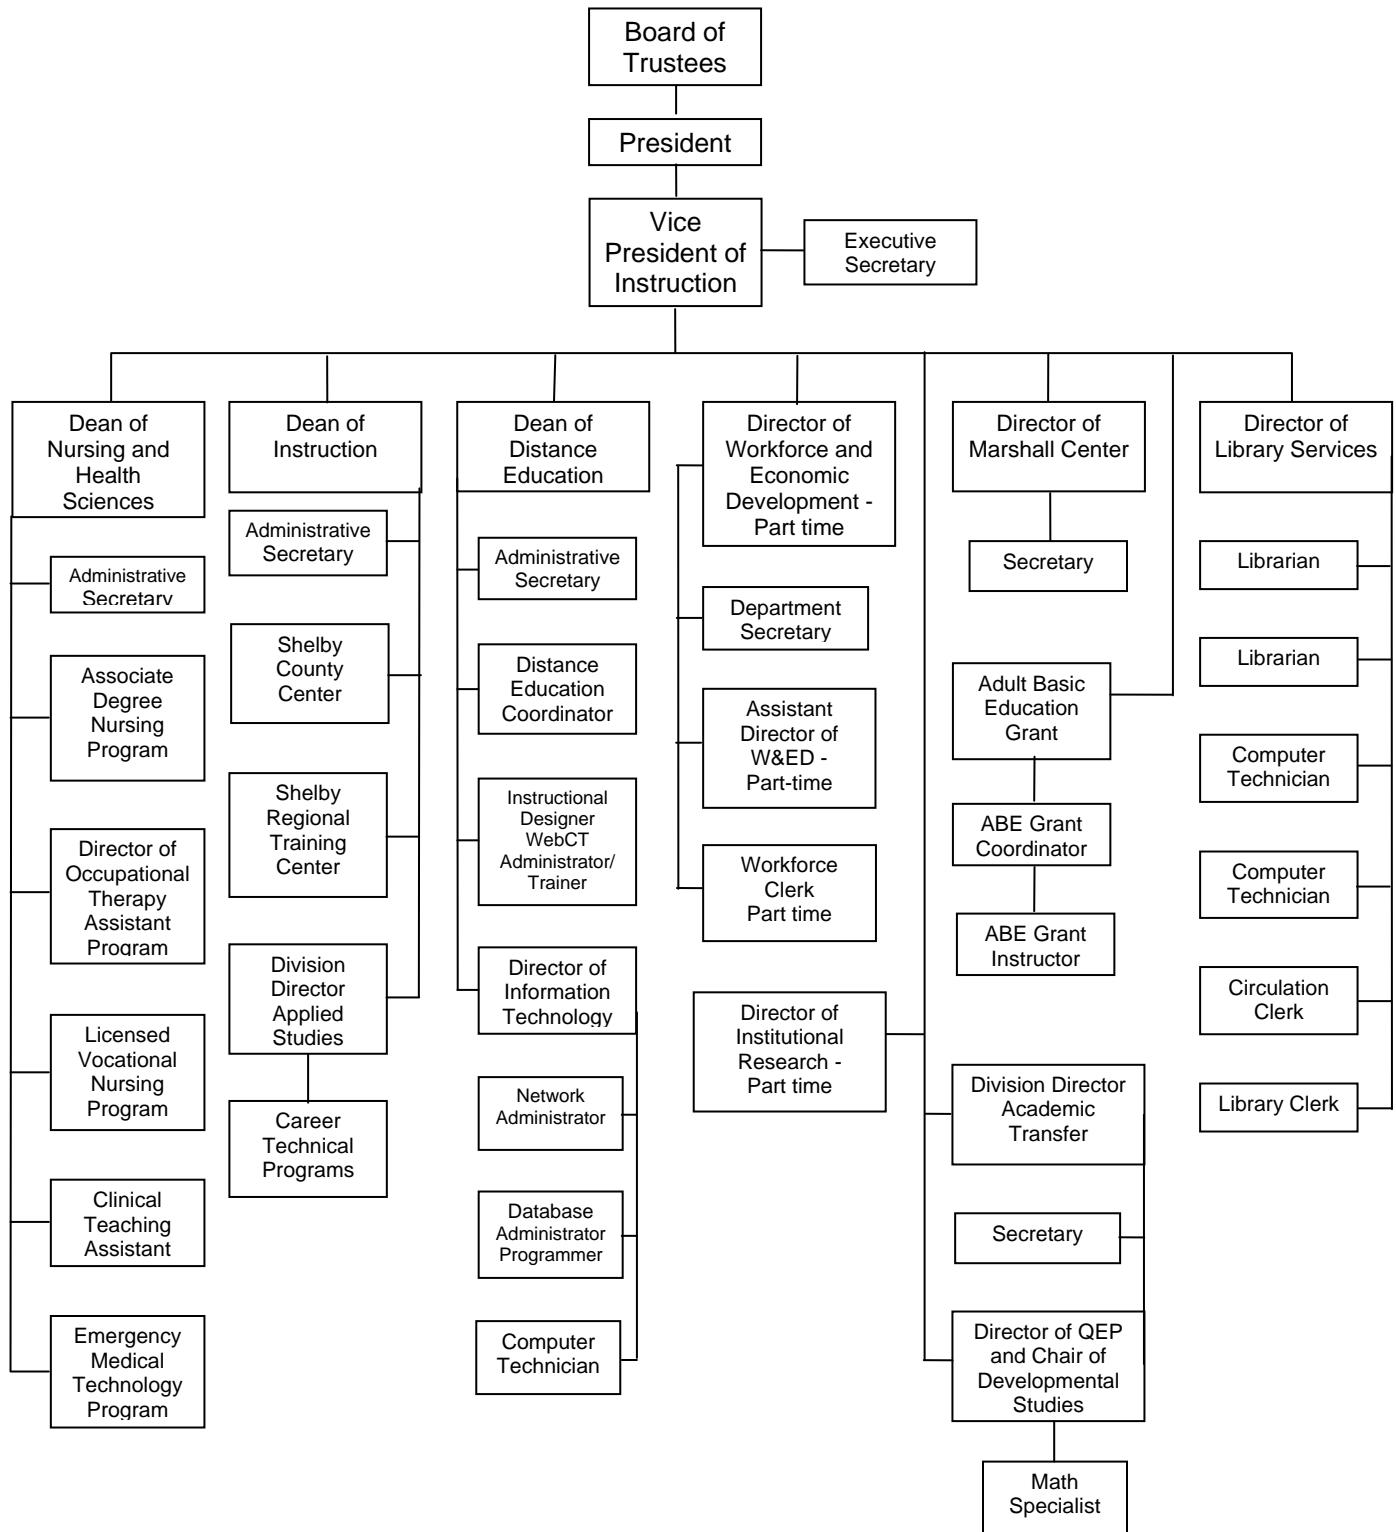 Board of
Trustees
President
Vice
President of
Instruction
Executive
Secretary
Dean of
Nursing and
Health
Sciences
Administrative
Secretary
Associate
Degree
Nursing
Program
Director of
Occupational
Therapy
Assistant
Program
Licensed
Vocational
Nursing
Program
Clinical
Teaching
Assistant
Emergency
Medical
Technology
Program
Dean of
Instruction
Administrative
Secretary
Shelby
County
Center
Shelby
Regional
Training
Center
Division
Director
Applied
Studies
Career
Technical
Programs
Dean of
Distance
Education
Administrative
Secretary
Distance
Education
Coordinator
Instructional
Designer
WebCT
Administrator/
Trainer
Director of
Information
Technology
Network
Administrator
Database
Administrator
Programmer
Computer
Technician
Director of
Workforce and
Economic
Development -
Part time
Department
Secretary
Assistant
Director of
W&ED -
Part-time
Workforce
Clerk
Part time
Director of
Institutional
Research -
Part time
Director of
Marshall Center
Secretary
Adult Basic
Education
Grant
ABE Grant
Coordinator
ABE Grant
Instructor
Division Director
Academic
Transfer
Secretary
Director of QEP
and Chair of
Developmental
Studies
Math
Specialist
Director of
Library Services
Librarian
Librarian
Computer
Technician
Computer
Technician
Circulation
Clerk
Library Clerk